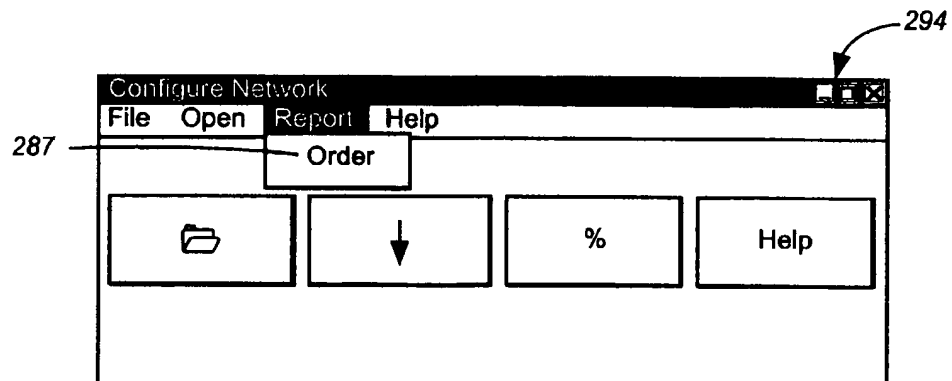 294
Configure Network
File Open Report Help
287 Order
% Help